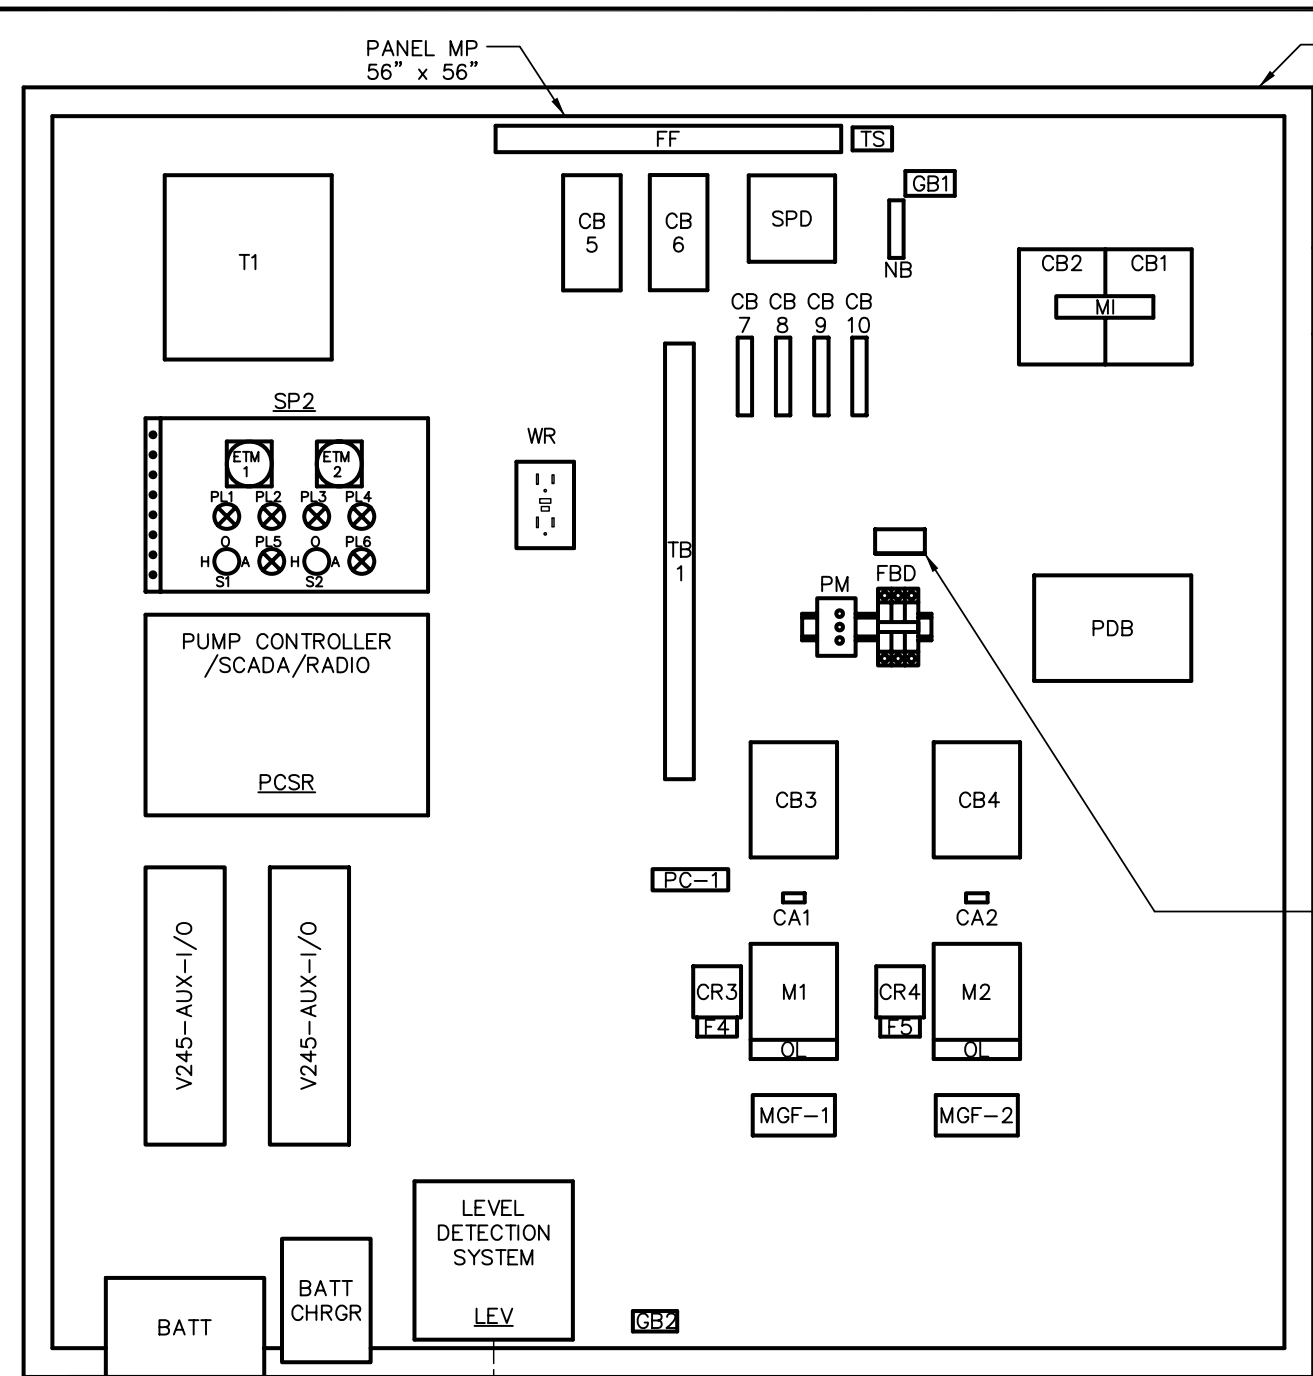 PANEL MP
56" x 56"
FF
TS
GB1
T1
CB
5
CB
6
SPD
NB
CB2
CB1
MI
CB
7
CB
8
CB
9
CB
10
SP2
ETM
1
ETM
2
PL1
PL2
PL3
PL4
O
PL5
O
PL6
H
A
H
A
S1
S2
WR
TB
1
PM
FBD
PDB
PUMP CONTROLLER
/SCADA/RADIO
PCSR
CB3
CB4
PC-1
CA1
CA2
V245-AUX-I/O
V245-AUX-I/O
CR3
M1
CR4
M2
F4
F5
OL
OL
MGF-1
MGF-2
LEVEL
DETECTION
SYSTEM
LEV
BATT
CHRGR
BATT
GB2